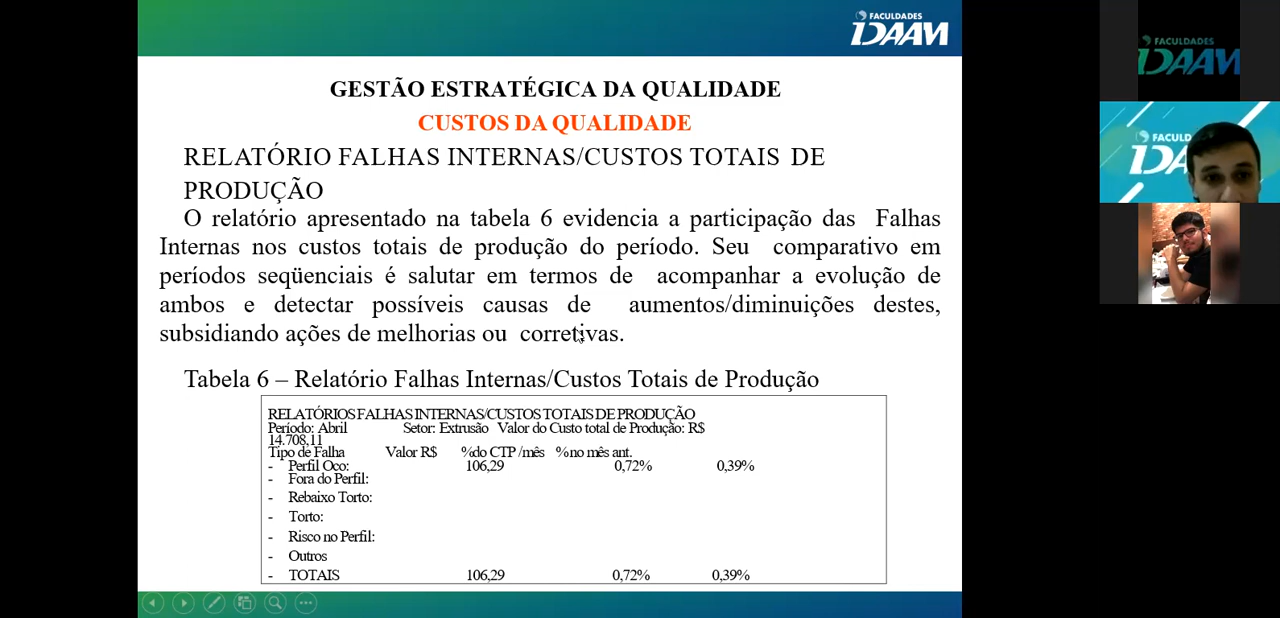 FACULDADES
IDAAM
GESTÃO ESTRATÉGICA DA QUALIDADE
CUSTOS DA QUALIDADE
RELATÓRIO FALHAS INTERNAS/CUSTOS TOTAIS DE
PRODUÇÃO
O relatório apresentado na tabela 6 evidencia a participação das Falhas
Internas nos custos totais de produção do período. Seu comparativo em
períodos seqüenciais é salutar em termos de acompanhar a evolução de
ambos e detectar possíveis causas de aumentos/diminuições destes,
subsidiando ações de melhorias ou corretivas.
Tabela 6 – Relatório Falhas Internas/Custos Totais de Produção
RELATÓRIOS FALHAS INTERNAS/CUSTOS TOTAIS DE PRODUÇÃO
Período: Abril Setor: Extrusão Valor do Custo total de Produção: R$
14.708,11
Tipo de Falha Valor R$ %do CTP /mês % no mês ant.
- Perfil Oco: 106,29 0,72% 0,39%
- Fora do Perfil:
- Rebaixo Torto:
- Torto:
- Risco no Perfil:
- Outros
- TOTAIS 106,29 0,72% 0,39%
FACULDADES
IDAAM
FACULD
IDA